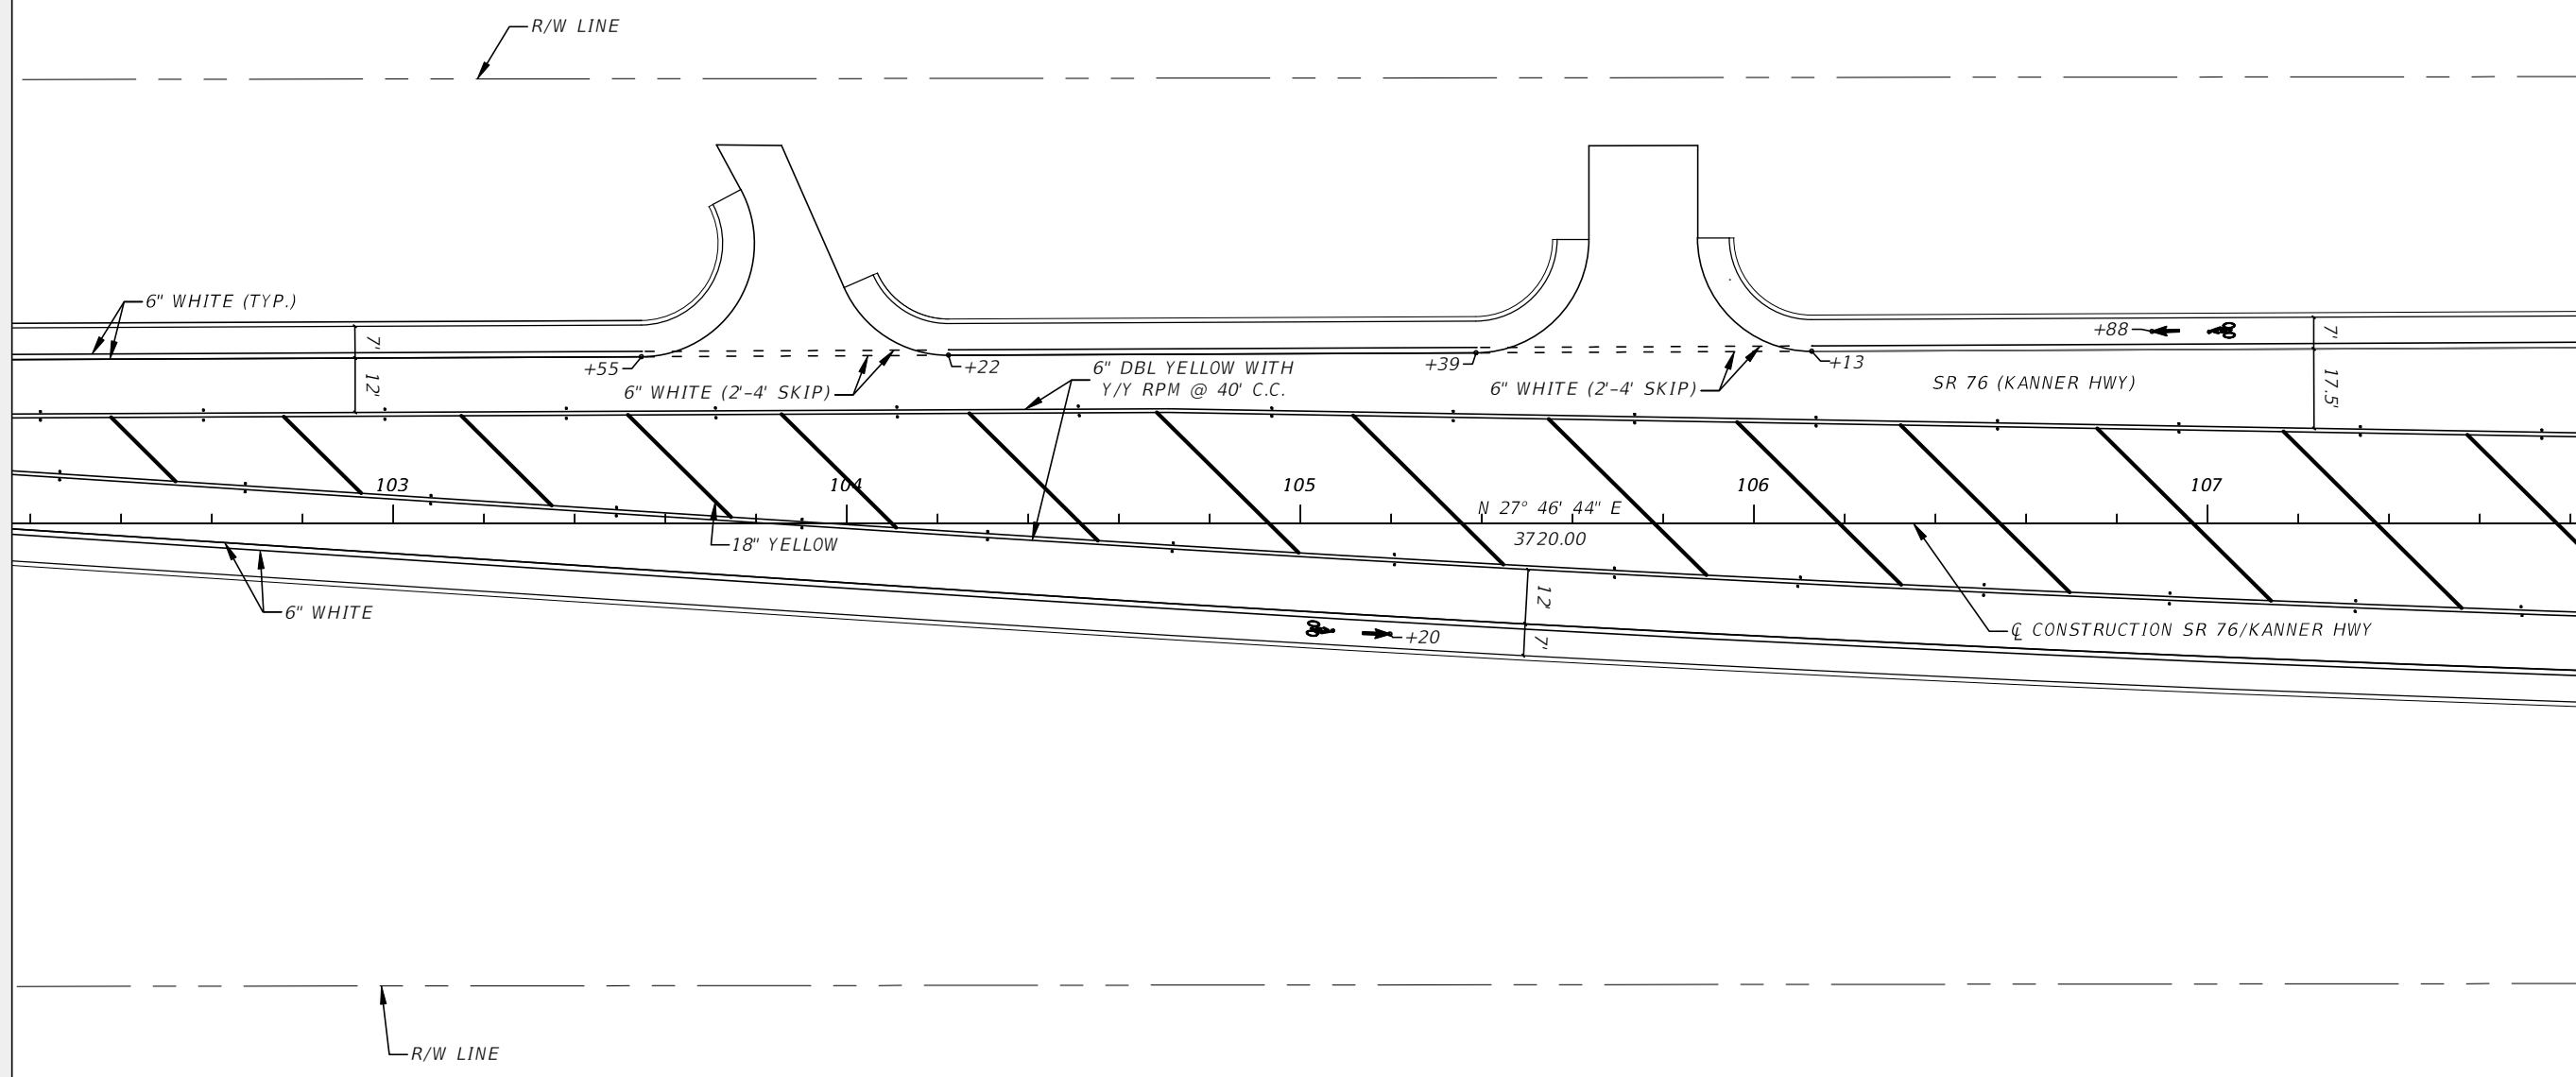 R/W LINE
6" WHITE (TYP.)
7'
12'
+55
6" WHITE (2'-4' SKIP)
+22
6" DBL YELLOW WITH
Y/Y RPM @ 40' C.C.
+39
6" WHITE (2'-4' SKIP)
+13
SR 76 (KANNER HWY)
+88
7'
17.5'
103
104
105
106
107
N 27° 46' 44" E
3720.00
18" YELLOW
6" WHITE
12'
7'
+20
℄ CONSTRUCTION SR 76/KANNER HWY
R/W LINE